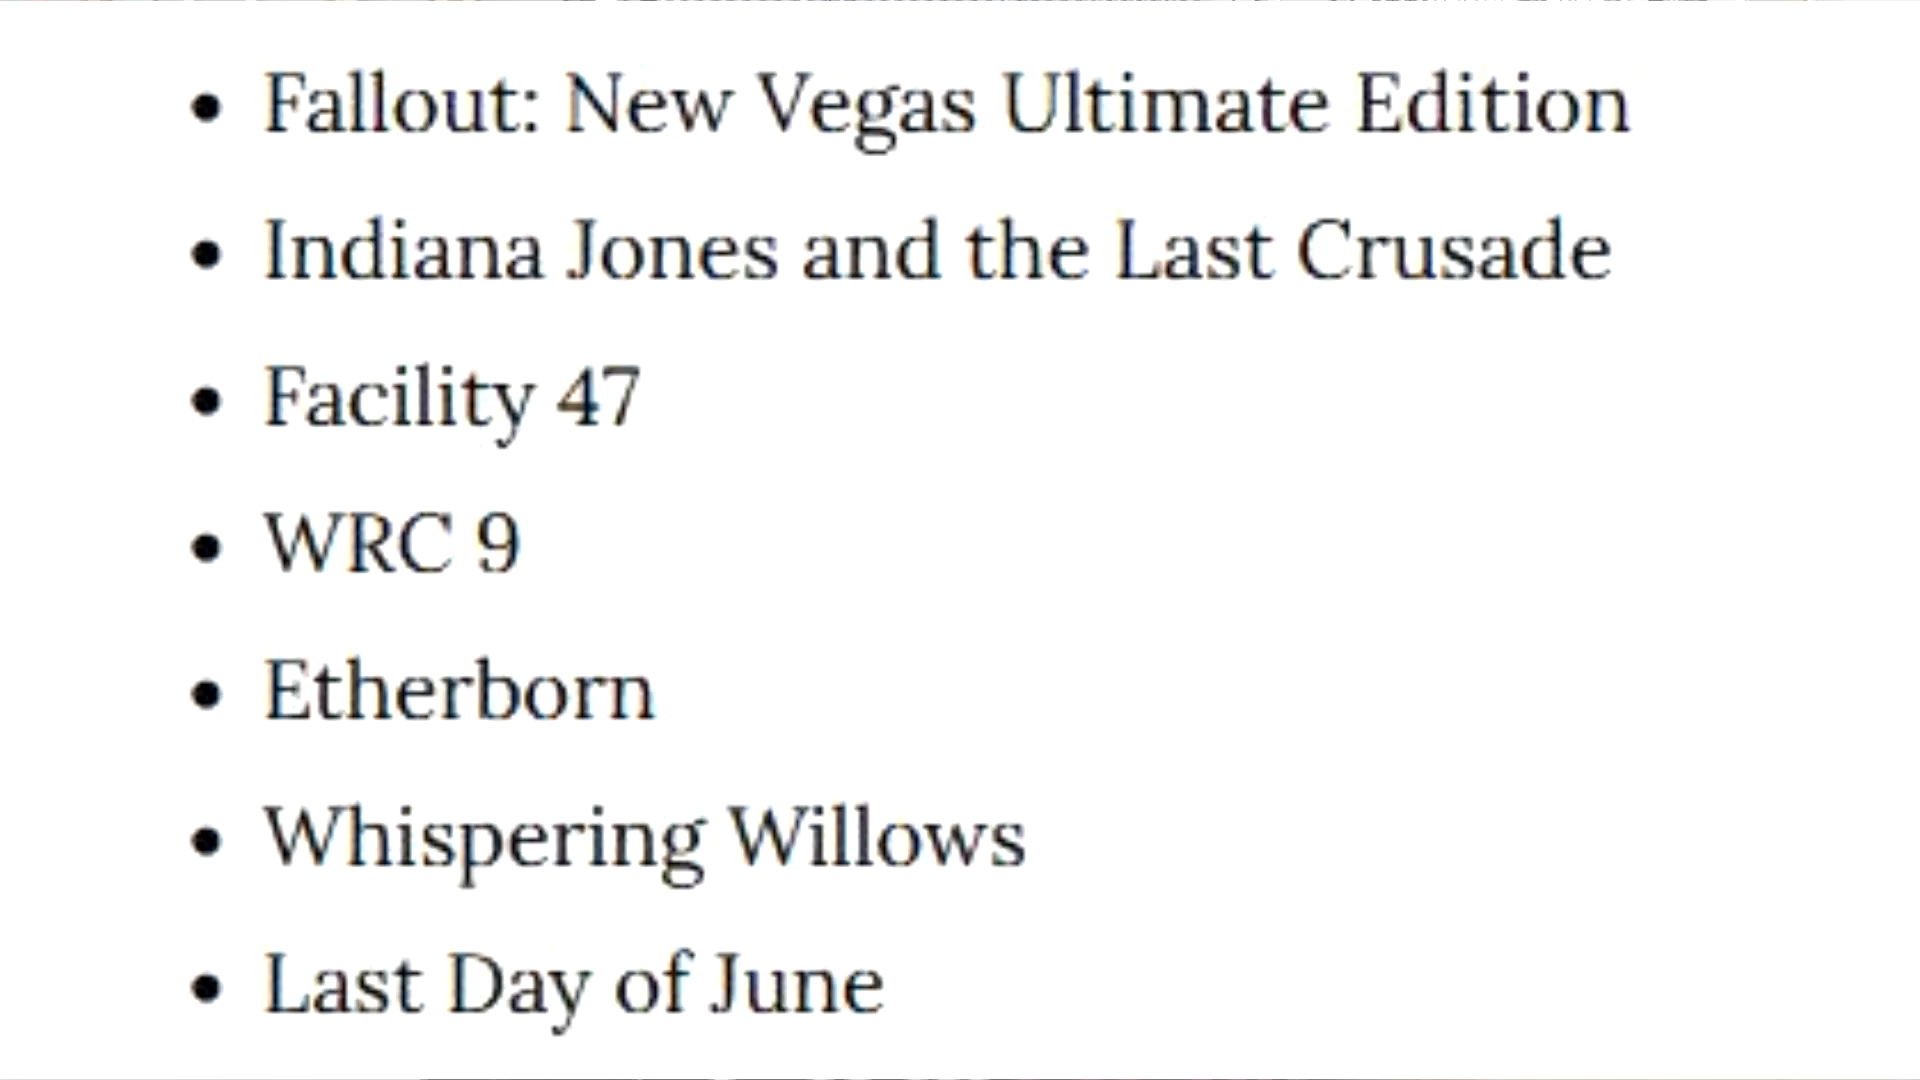 • Fallout: New Vegas Ultimate Edition
• Indiana Jones and the Last Crusade
• Facility 47
• WRC 9
• Etherborn
• Whispering Willows
• Last Day of June